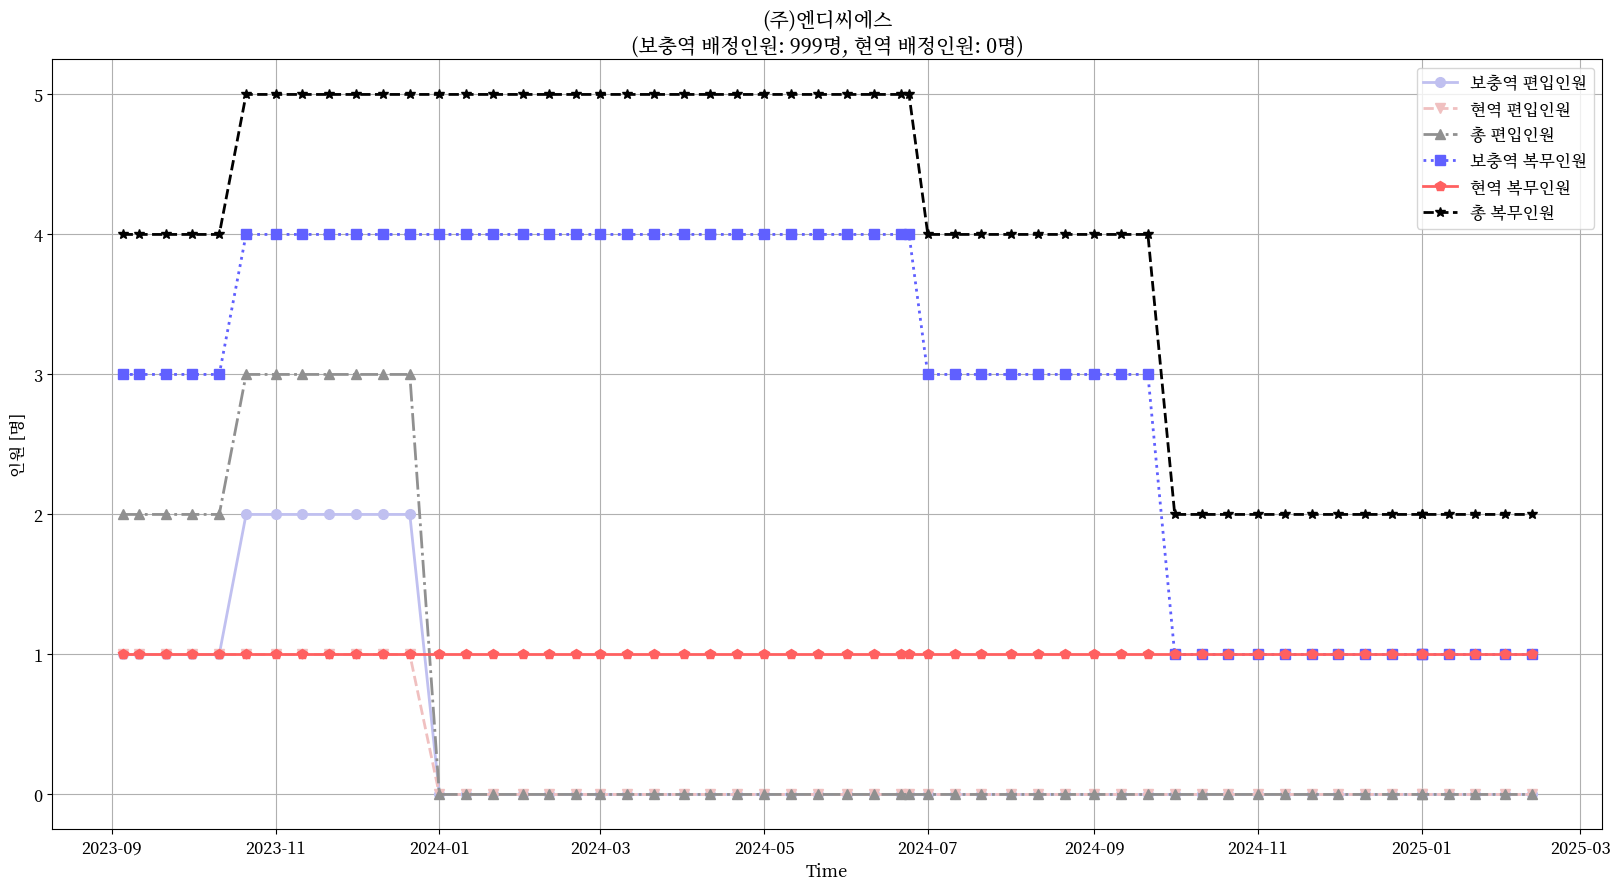 (주)엔디씨에스
(보충역 배정인원: 999명, 현역 배정인원: 0명)
보충역 편입인원
현역 편입인원
총 편입인원
보충역 복무인원
현역 복무인원
총 복무인원
인원 [명]
5
4
3
2
1
0
2023-09 2023-11 2024-01 2024-03 2024-05 2024-07 2024-09 2024-11 2025-01 2025-03
Time